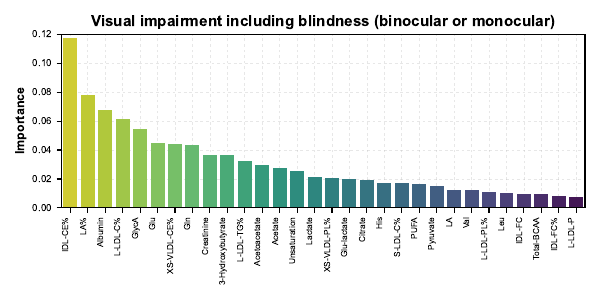 Visual impairment including blindness (binocular or monocular)
Importance
0.12
0.10
0.08
0.06
0.04
0.02
0.00
IDL-CE%
LA%
Albumin
L-LDL-C%
GlycA
Glu
XS-VLDL-CE%
Gln
Creatinine
3-Hydroxybutyrate
L-LDL-TG%
Acetoacetate
Acetate
Unsaturation
Lactate
XS-VLDL-PL%
Glu-lactate
Citrate
His
S-LDL-C%
PUFA
Pyruvate
LA
Val
L-LDL-PL%
Leu
IDL-FC
Total-BCAA
IDL-FC%
L-LDL-P